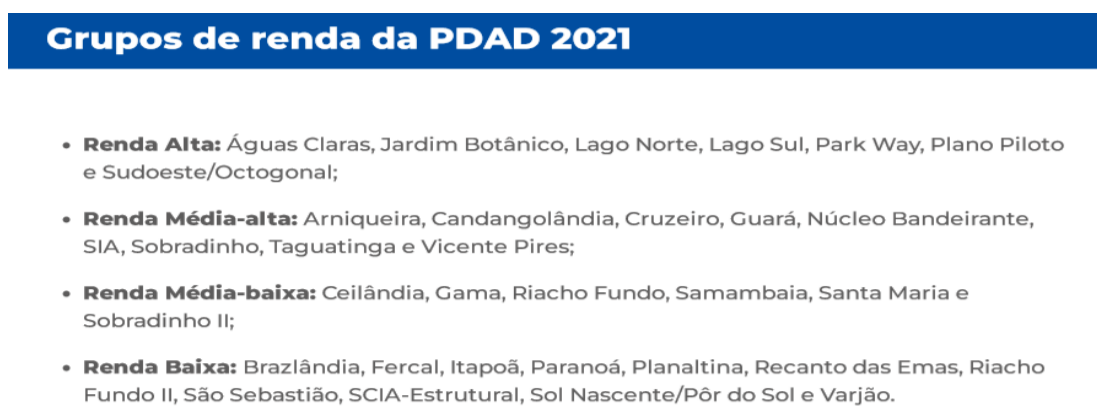 Grupos de renda da PDAD 2021
• Renda Alta: Águas Claras, Jardim Botânico, Lago Norte, Lago Sul, Park Way, Plano Piloto
e Sudoeste/Octogonal;
• Renda Média-alta: Arniqueira, Candangolândia, Cruzeiro, Guará, Núcleo Bandeirante,
SIA, Sobradinho, Taguatinga e Vicente Pires;
• Renda Média-baixa: Ceilândia, Gama, Riacho Fundo, Samambaia, Santa Maria e
Sobradinho II;
• Renda Baixa: Brazlândia, Fercal, Itapoã, Paranoá, Planaltina, Recanto das Emas, Riacho
Fundo II, São Sebastião, SCIA-Estrutural, Sol Nascente/Pôr do Sol e Varjão.